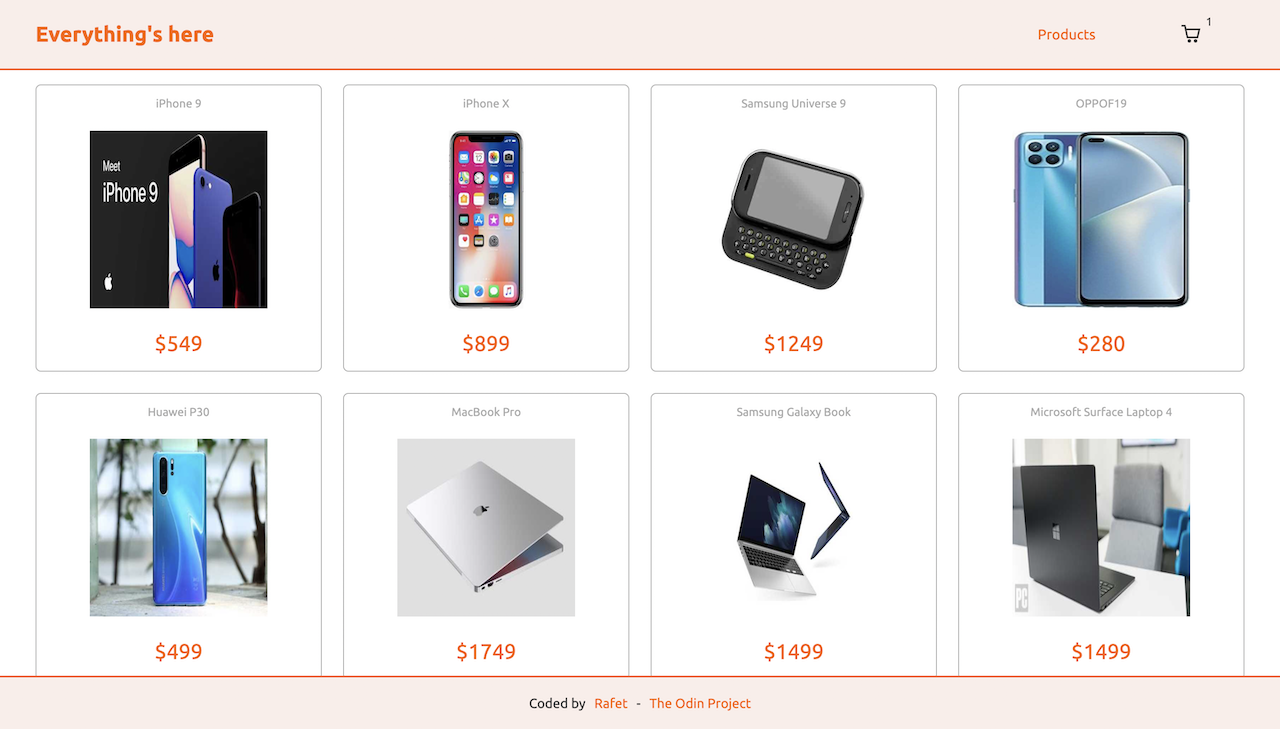 Everything's here
Products
1
iPhone 9
iPhone X
Samsung Universe 9
OPPOF19
Meet
iPhone 9
$549
$899
$1249
$280
Huawei P30
MacBook Pro
Samsung Galaxy Book
Microsoft Surface Laptop 4
PC
$499
$1749
$1499
$1499
Coded by Rafet - The Odin Project